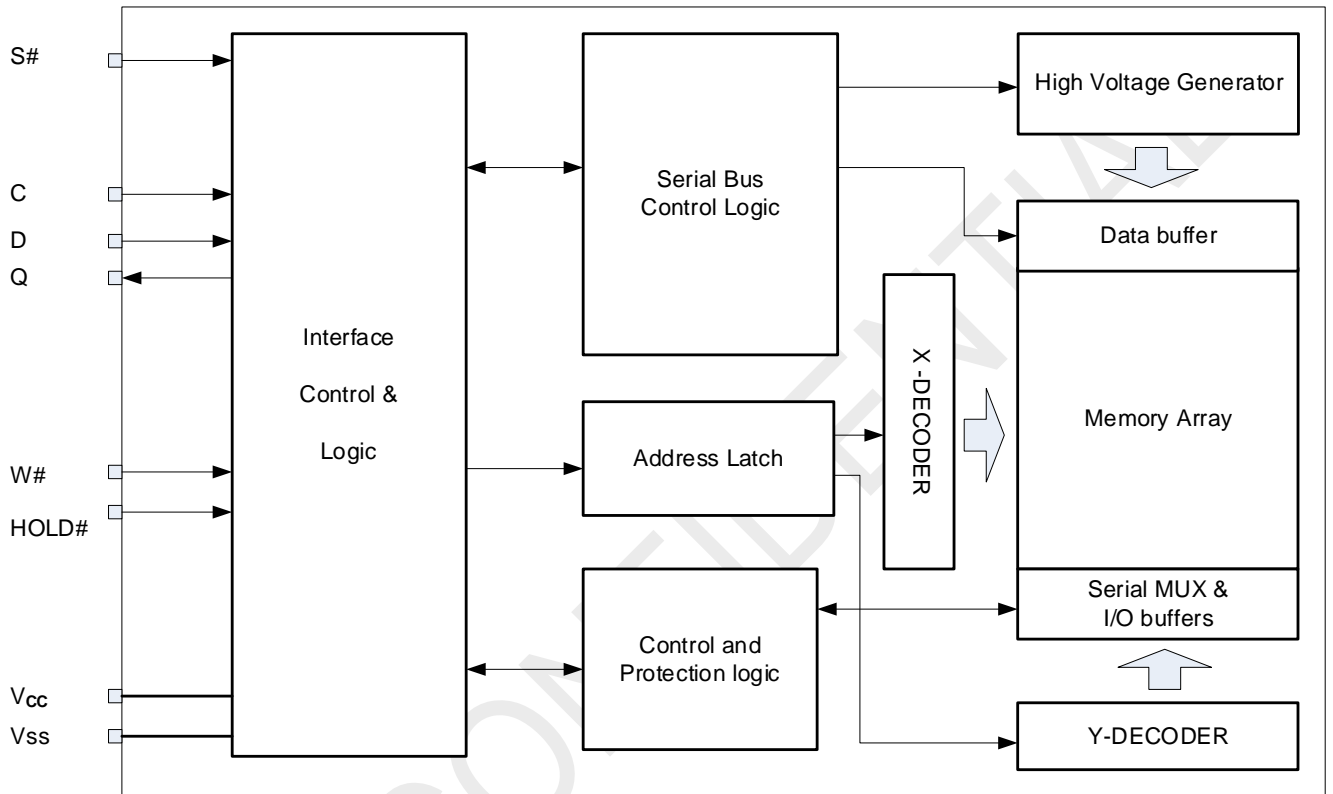 S#
C
D
Q
W#
HOLD#
Vcc
Vss
Interface
Control &
Logic
Serial Bus
Control Logic
Address Latch
Control and
Protection logic
X -DECODER
High Voltage Generator
Data buffer
Memory Array
Serial MUX &
I/O buffers
Y-DECODER
CONFIDENTIAL